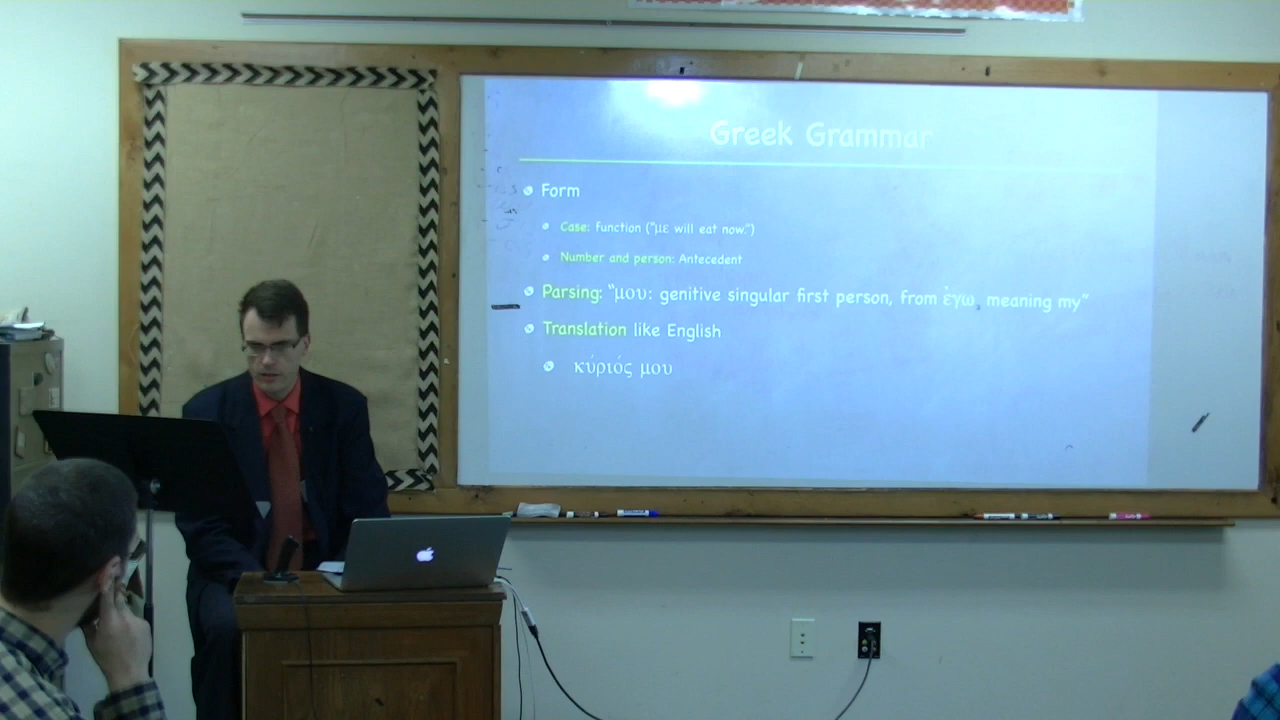 Greek Grammar
Form
Case: function ("με will eat now.")
Number and person: Antecedent
Parsing: "μου: genitive singular first person, from ἐγω, meaning my"
Translation like English
κύριός μου